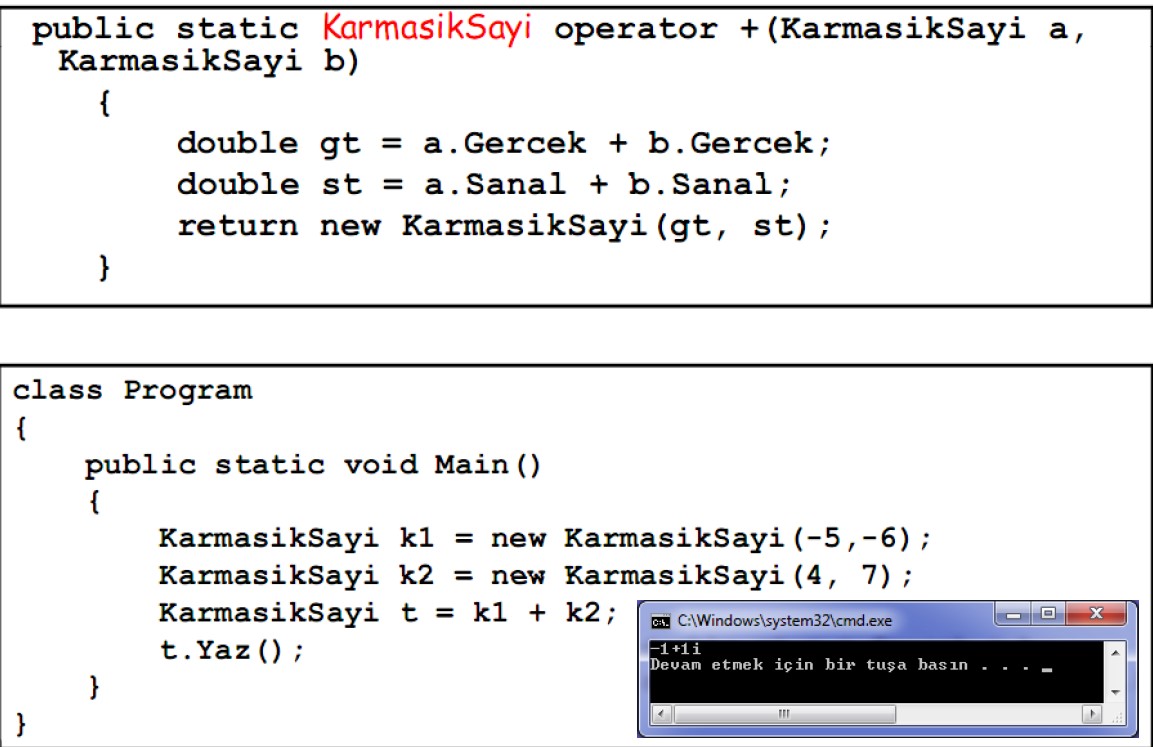 public static KarmasikSayi operator +(KarmasikSayi a,
KarmasikSayi b)
{
double gt = a.Gercek + b.Gercek;
double st = a.Sanal + b.Sanal;
return new KarmasikSayi(gt, st);
}
class Program
{
public static void Main()
{
KarmasikSayi k1 = new KarmasikSayi(-5,-6);
KarmasikSayi k2 = new KarmasikSayi(4, 7);
KarmasikSayi t = k1 + k2;
t.Yaz();
}
}
C:\Windows\system32\cmd.exe
-1+1i
Devam etmek için bir tuşa basın . . . _